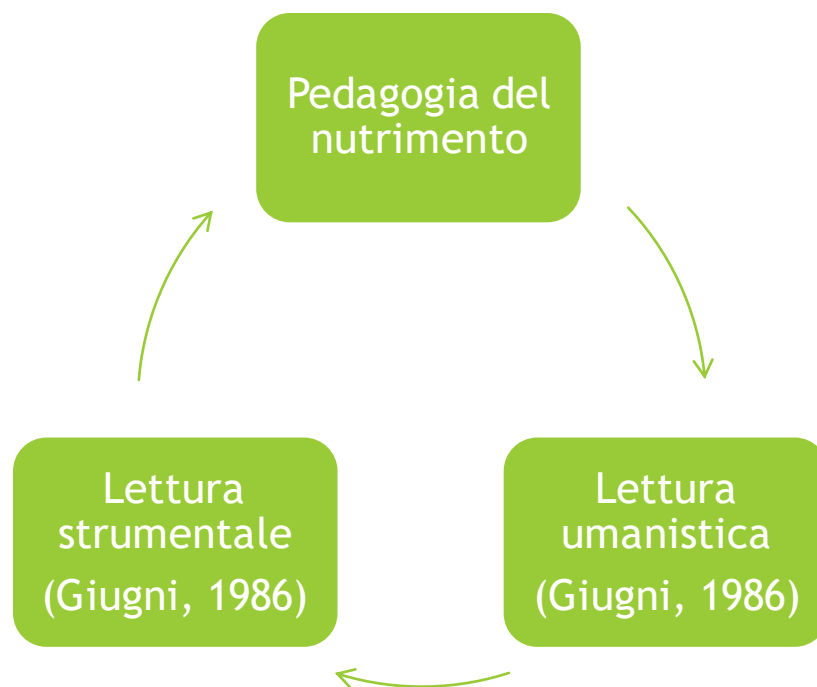 Pedagogia del
nutrimento
Lettura
strumentale
(Giugni, 1986)
Lettura
umanistica
(Giugni, 1986)